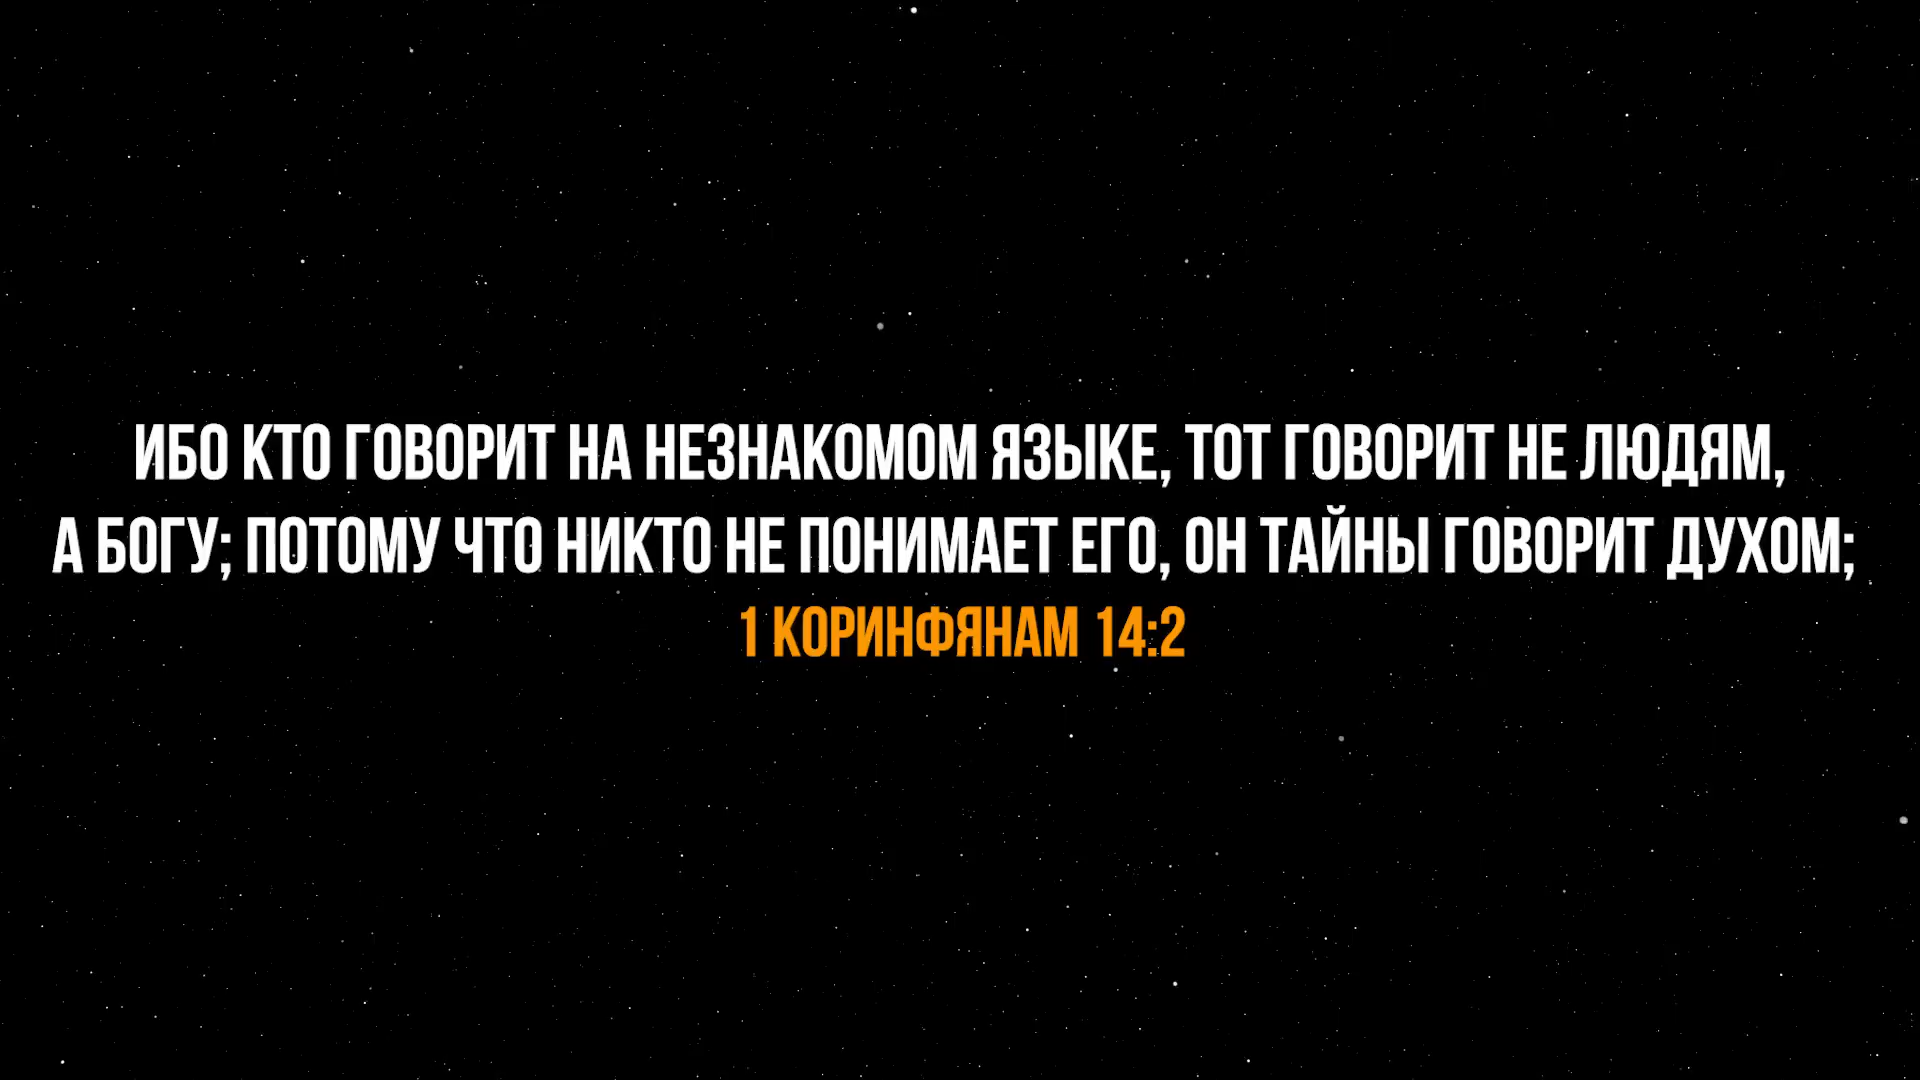 ИБО КТО ГОВОРИТ НА НЕЗНАКОМОМ ЯЗЫКЕ, ТОТ ГОВОРИТ НЕ ЛЮДЯМ,
А БОГУ; ПОТОМУ ЧТО НИКТО НЕ ПОНИМАЕТ ЕГО, ОН ТАЙНЫ ГОВОРИТ ДУХОМ;
1 КОРИНФЯНАМ 14:2